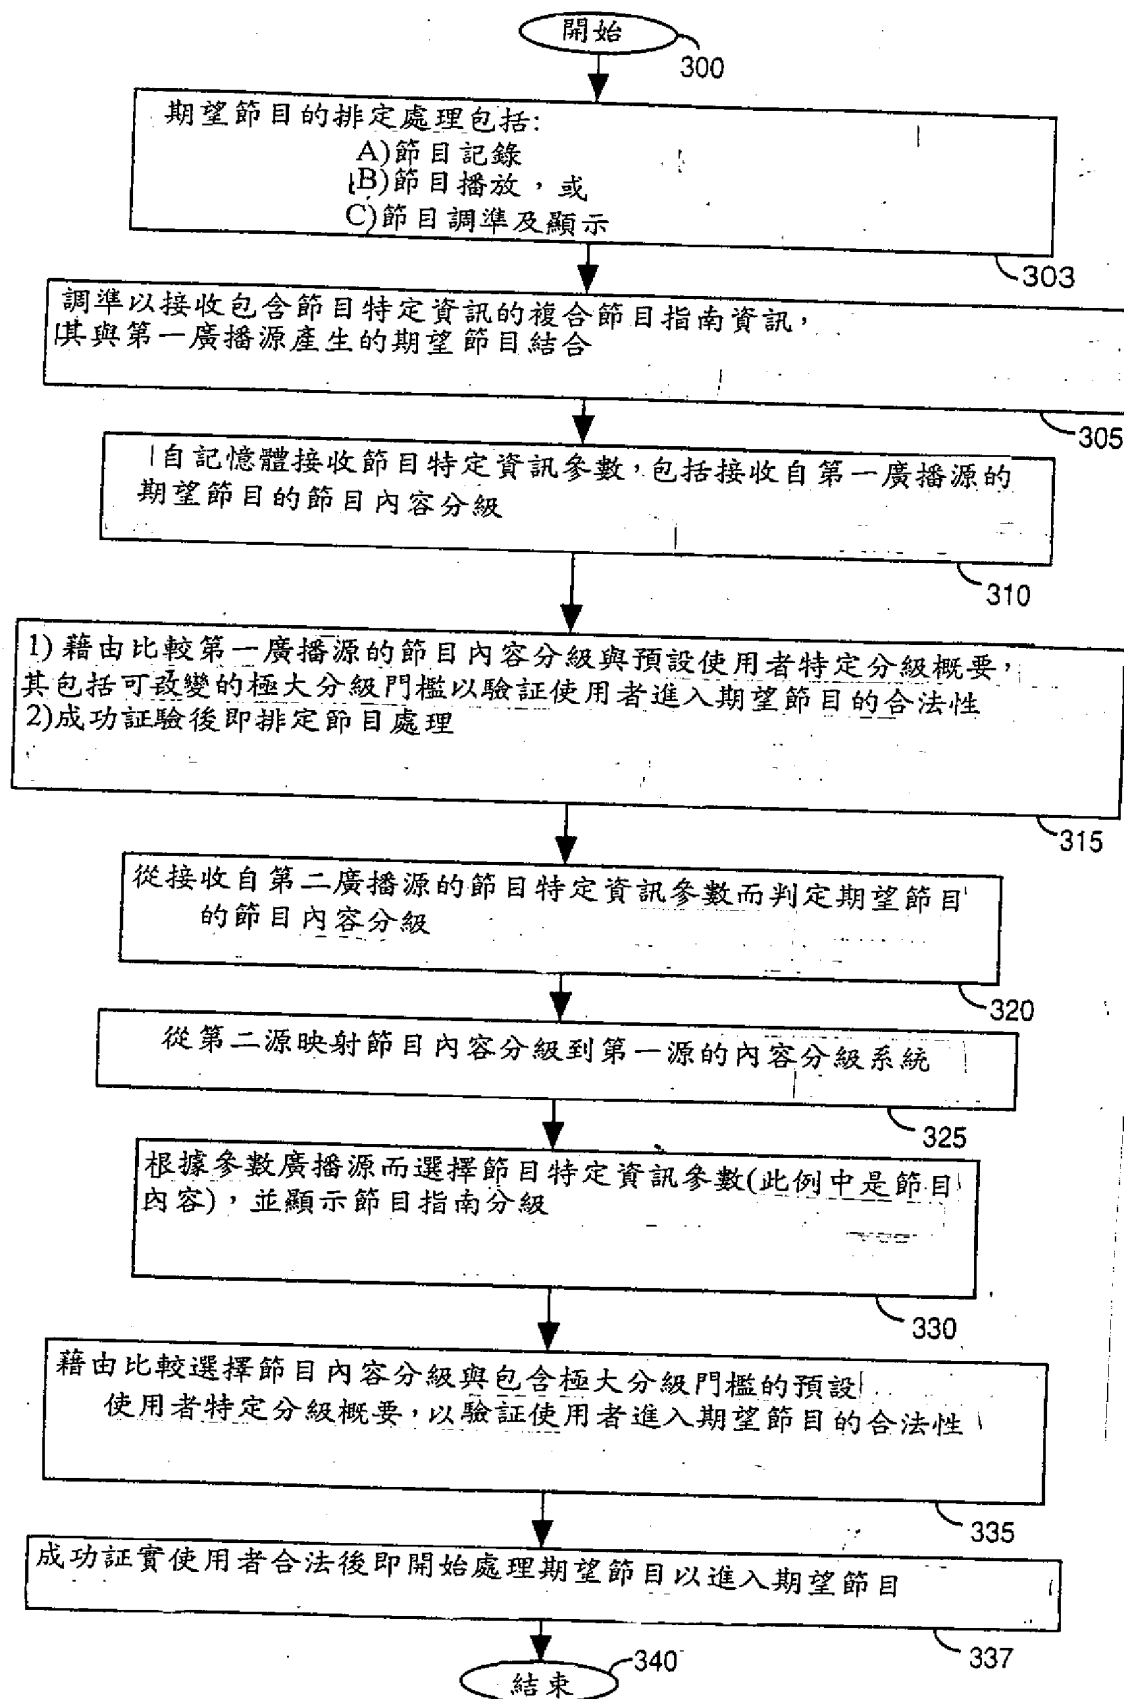 開始
300
期望節目的排定處理包括:
A)節目記錄
B)節目播放，或
C)節目調準及顯示
303
調準以接收包含節目特定資訊的複合節目指南資訊，
其與第一廣播源產生的期望節目結合
305
自記憶體接收節目特定資訊參數，包括接收自第一廣播源的
期望節目的節目內容分級
310
1) 藉由比較第一廣播源的節目內容分級與預設使用者特定分級概要，
其包括可改變的極大分級門檻以驗証使用者進入期望節目的合法性
2)成功証驗後即排定節目處理
315
從接收自第二廣播源的節目特定資訊參數而判定期望節目
的節目內容分級
320
從第二源映射節目內容分級到第一源的內容分級系統
325
根據參數廣播源而選擇節目特定資訊參數(此例中是節目
內容)，並顯示節目指南分級
330
藉由比較選擇節目內容分級與包含極大分級門檻的預設
使用者特定分級概要，以驗証使用者進入期望節目的合法性
335
成功証實使用者合法後即開始處理期望節目以進入期望節目
337
340
結束